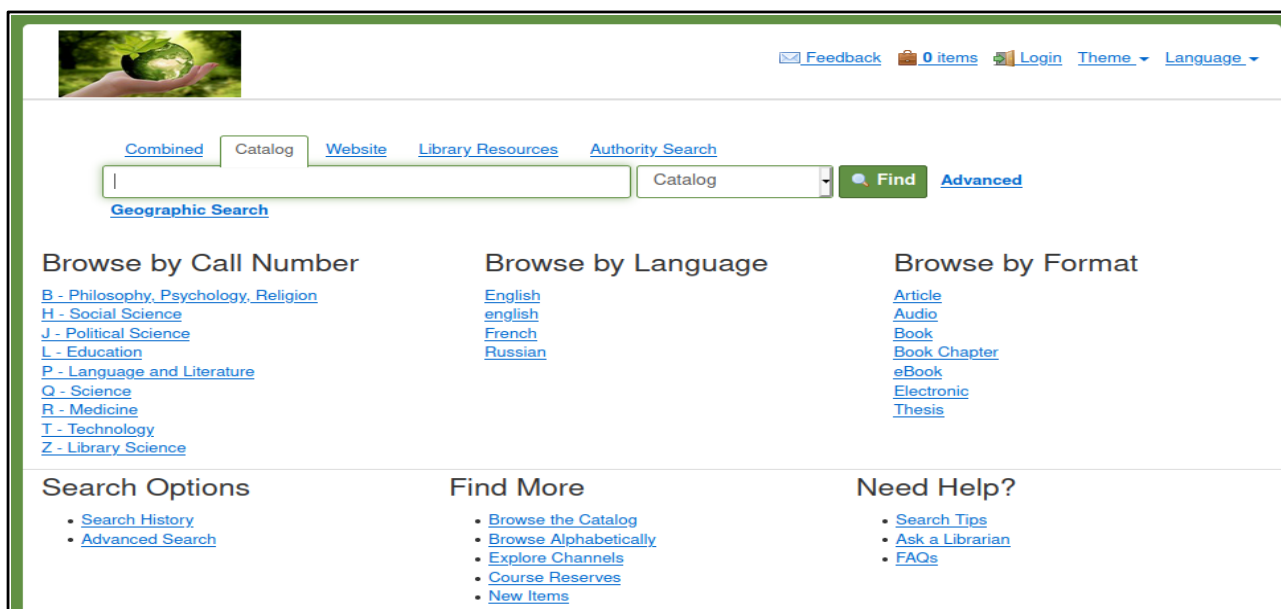 Feedback 0 items Login Theme Language
Combined Catalog Website Library Resources Authority Search
Catalog Find Advanced
Geographic Search
Browse by Call Number
B - Philosophy, Psychology, Religion
H - Social Science
J - Political Science
L - Education
P - Language and Literature
Q - Science
R - Medicine
T - Technology
Z - Library Science
Browse by Language
English
english
French
Russian
Browse by Format
Article
Audio
Book
Book Chapter
eBook
Electronic
Thesis
Search Options
Search History
Advanced Search
Find More
Browse the Catalog
Browse Alphabetically
Explore Channels
Course Reserves
New Items
Need Help?
Search Tips
Ask a Librarian
FAQs